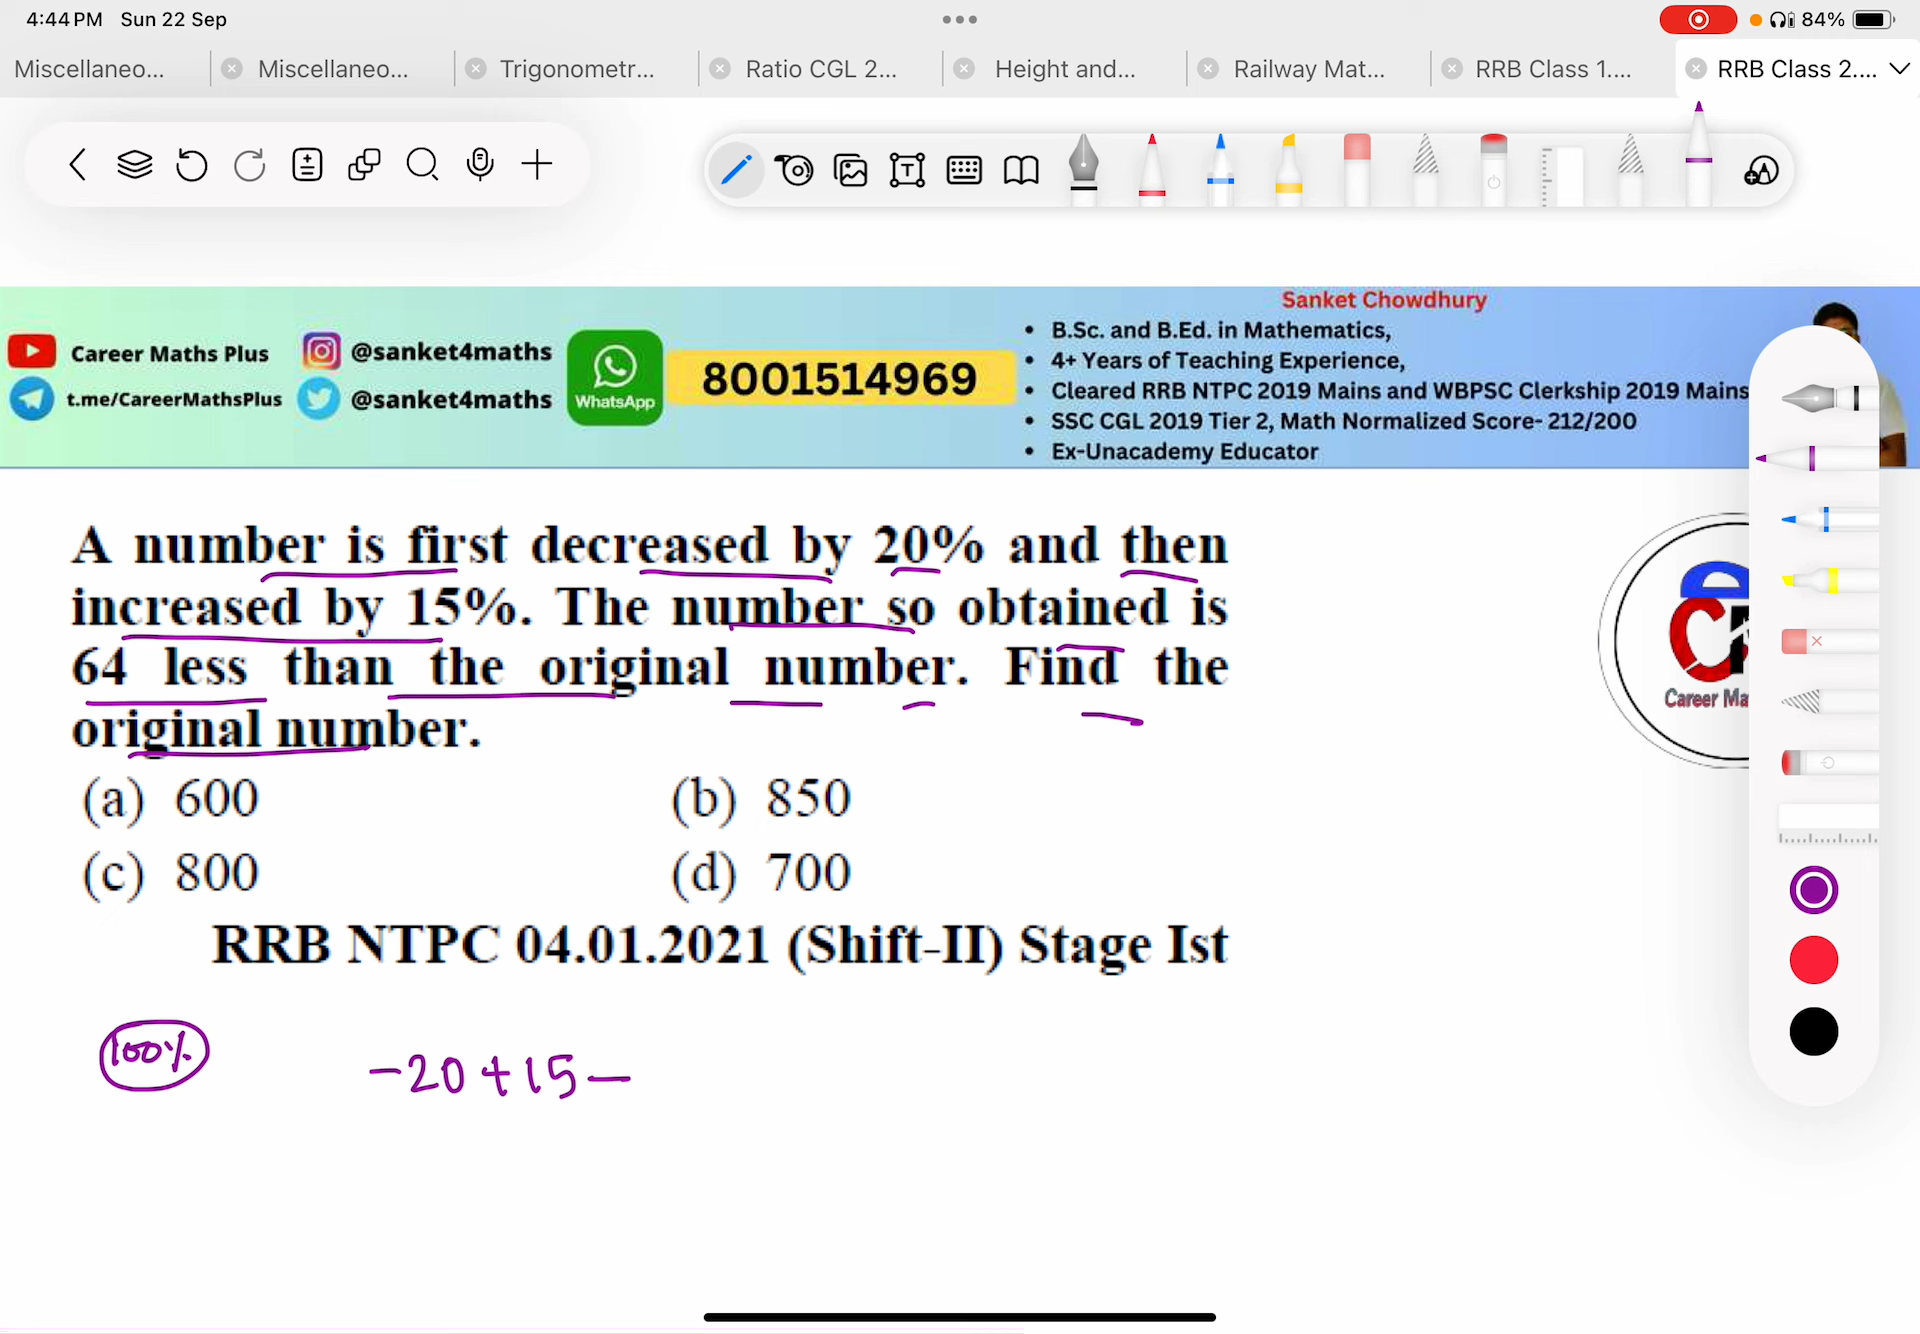 4:44 PM Sun 22 Sep
84%
Miscellaneo... Miscellaneo... Trigonometr... Ratio CGL 2... Height and... Railway Mat... RRB Class 1.... RRB Class 2....
Sanket Chowdhury
Career Maths Plus @sanket4maths
t.me/CareerMathsPlus @sanket4maths
WhatsApp
8001514969
• B.Sc. and B.Ed. in Mathematics,
• 4+ Years of Teaching Experience,
• Cleared RRB NTPC 2019 Mains and WBPSC Clerkship 2019 Mains
• SSC CGL 2019 Tier 2, Math Normalized Score- 212/200
• Ex-Unacademy Educator
A number is first decreased by 20% and then
increased by 15%. The number so obtained is
64 less than the original number. Find the
original number.
(a) 600 (b) 850
(c) 800 (d) 700
RRB NTPC 04.01.2021 (Shift-II) Stage Ist
Career Ma
100%
-20+15-